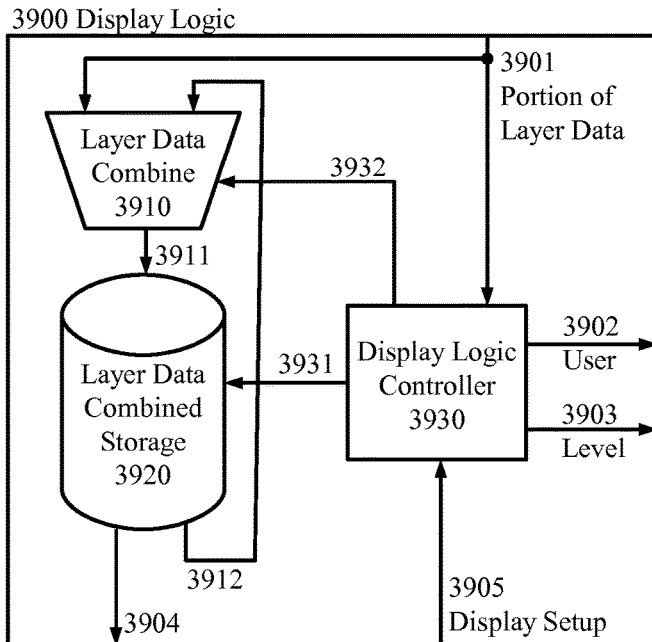 3900 Display Logic
3901
Portion of
Layer Data
Layer Data
Combine
3910
3932
3911
3902
User
Display Logic
Controller
3930
3931
Layer Data
Combined
Storage
3920
3903
Level
3912
3904
3905
Display Setup